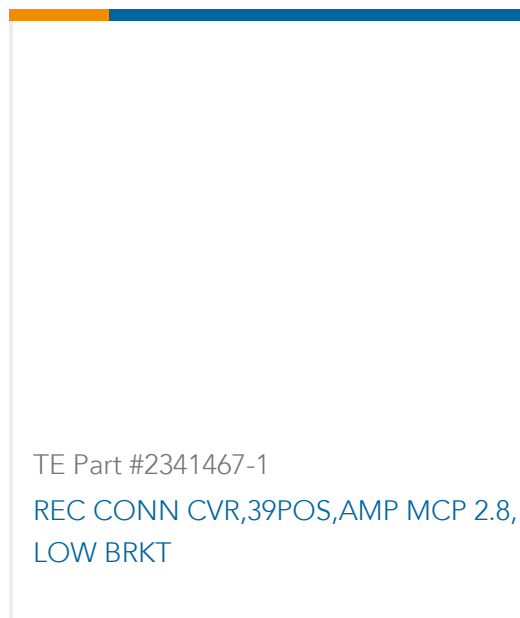 TE Part #2341467-1
REC CONN CVR,39POS,AMP MCP 2.8,
LOW BRKT